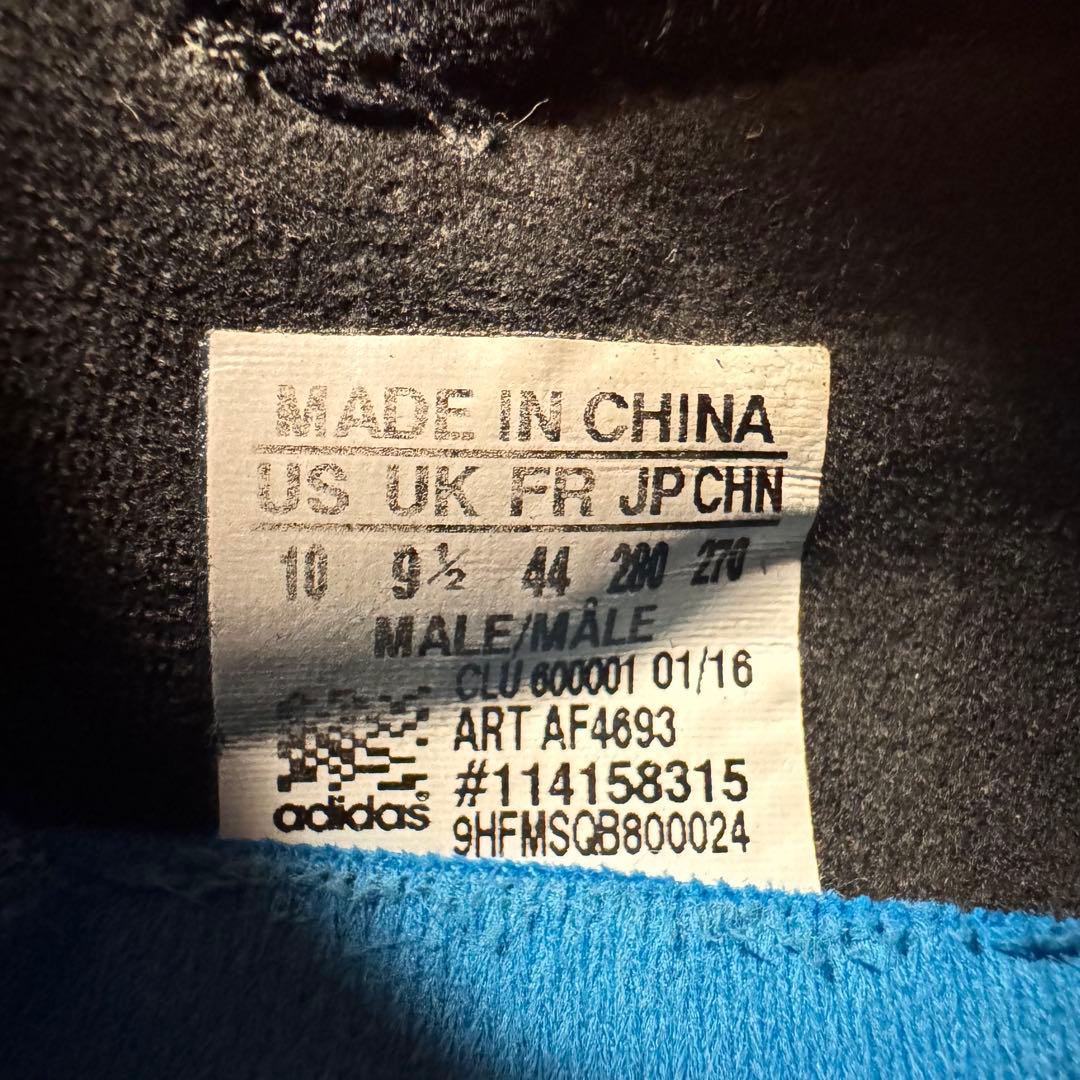 MADE IN CHINA
US UK FR JP CHN
10 9½ 44 280 270
MALE/MÂLE
CLU 600001 01/16
ART AF4693
#114158315
adidas
9HFMSQB800024